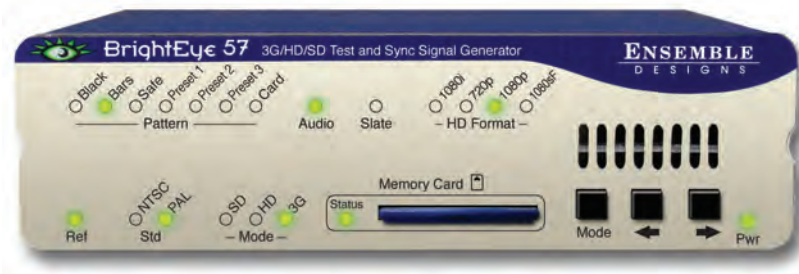 BrightEye 57 3G/HD/SD Test and Sync Signal Generator
ENSEMBLE
DESIGNS
Black Bars Safe Preset 1 Preset 2 Preset 3 Card
Pattern
Audio
Slate
1080i 720p 1080p 1080sF
HD Format
Memory Card
Ref
NTSC PAL
Std
SD HD 3G
Mode
Status
Mode
Pwr